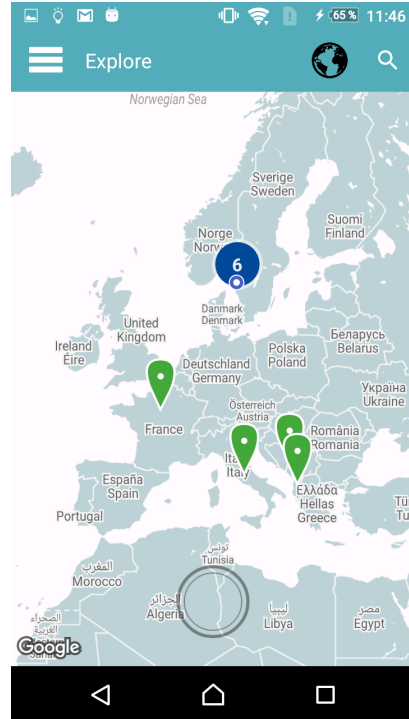 65 % 11:46
Explore
Norwegian Sea
Sverige
Sweden
Suomi
Finland
Norge
6
Danmark
Denmark
United
Kingdom
Ireland
Éire
Беларусь
Belarus
Polska
Poland
Deutschland
Germany
Україна
Ukraine
Österreich
Austria
România
Romania
France
Italy
España
Spain
Ελλάδα
Hellas
Greece
Portugal
تونس
Tunisia
المغرب
Morocco
الجزائر
Algeria
ليبيا
Libya
مصر
Egypt
الصحراء
الغربية
Google